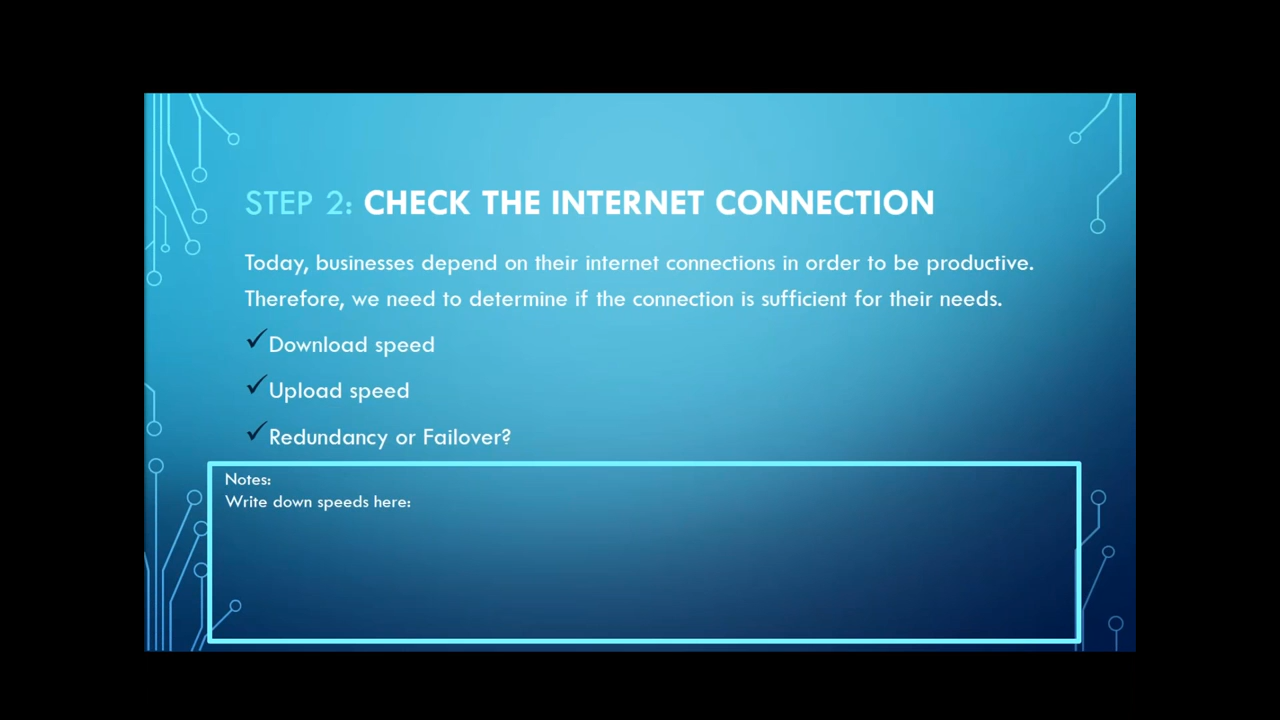 STEP 2: CHECK THE INTERNET CONNECTION
Today, businesses depend on their internet connections in order to be productive.
Therefore, we need to determine if the connection is sufficient for their needs.
✓Download speed
✓Upload speed
✓Redundancy or Failover?
Notes:
Write down speeds here: